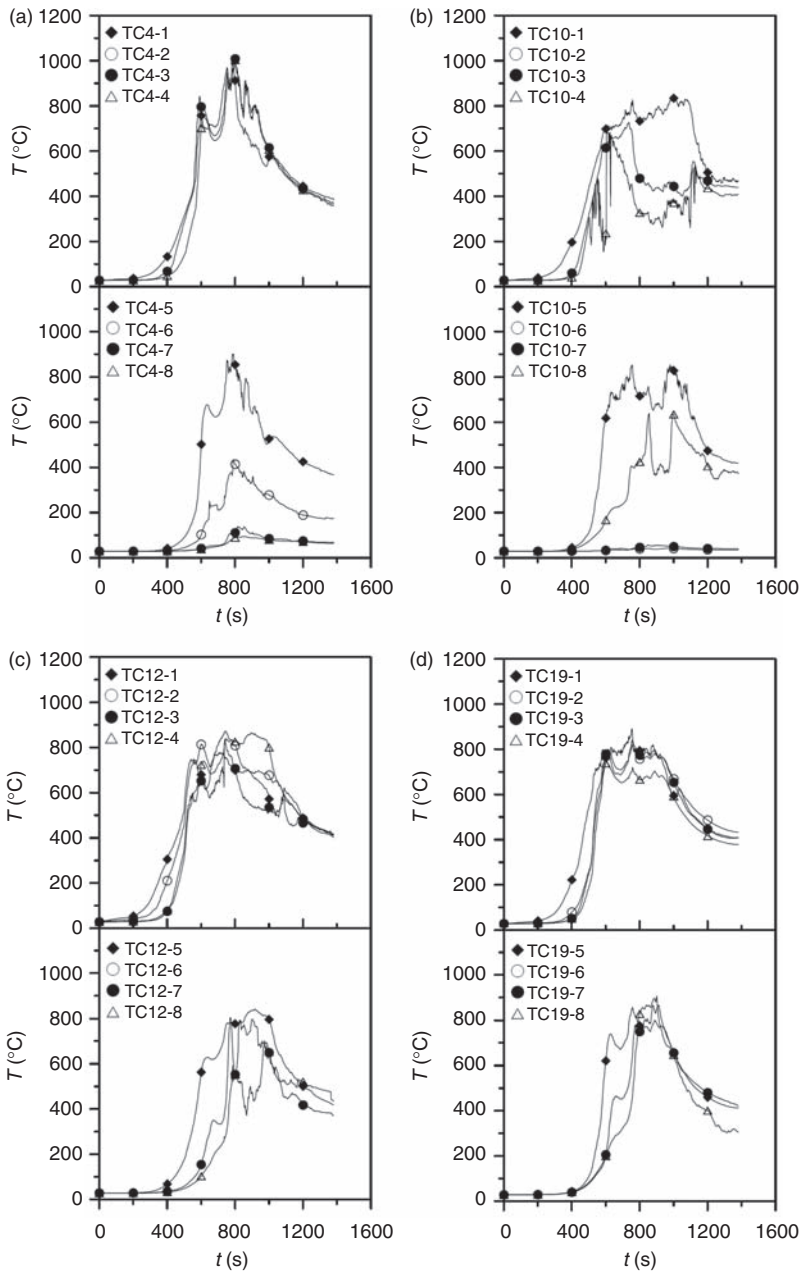 (a)
1200
1000
800
600
400
200
0
T (°C)
TC4-1
TC4-2
TC4-3
TC4-4
1000
800
600
400
200
0
T (°C)
TC4-5
TC4-6
TC4-7
TC4-8
0 400 800 1200 1600
t (s)
(b)
1200
1000
800
600
400
200
0
T (°C)
TC10-1
TC10-2
TC10-3
TC10-4
1000
800
600
400
200
0
T (°C)
TC10-5
TC10-6
TC10-7
TC10-8
0 400 800 1200 1600
t (s)
(c)
1200
1000
800
600
400
200
0
T (°C)
TC12-1
TC12-2
TC12-3
TC12-4
1000
800
600
400
200
0
T (°C)
TC12-5
TC12-6
TC12-7
TC12-8
0 400 800 1200 1600
t (s)
(d)
1200
1000
800
600
400
200
0
T (°C)
TC19-1
TC19-2
TC19-3
TC19-4
1000
800
600
400
200
0
T (°C)
TC19-5
TC19-6
TC19-7
TC19-8
0 400 800 1200 1600
t (s)